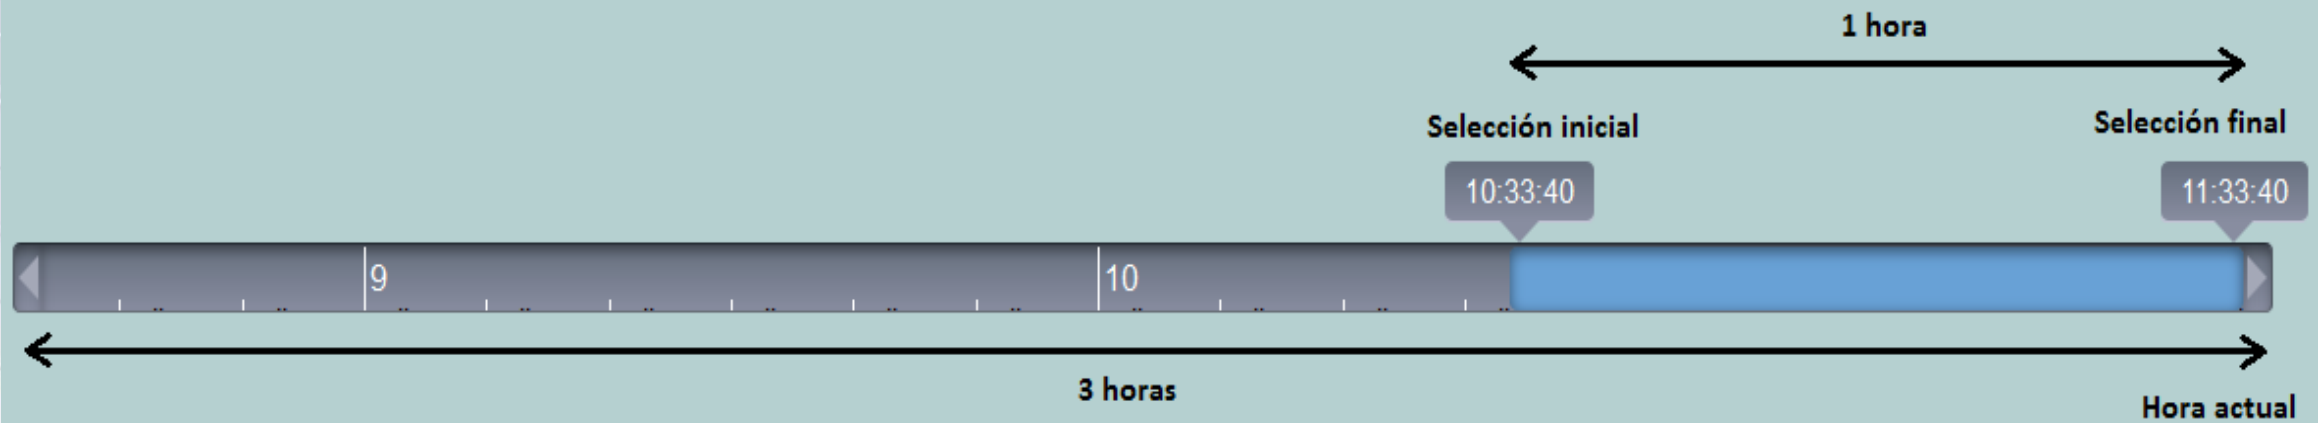 1 hora
Selección inicial
Selección final
10:33:40
11:33:40
9
10
3 horas
Hora actual